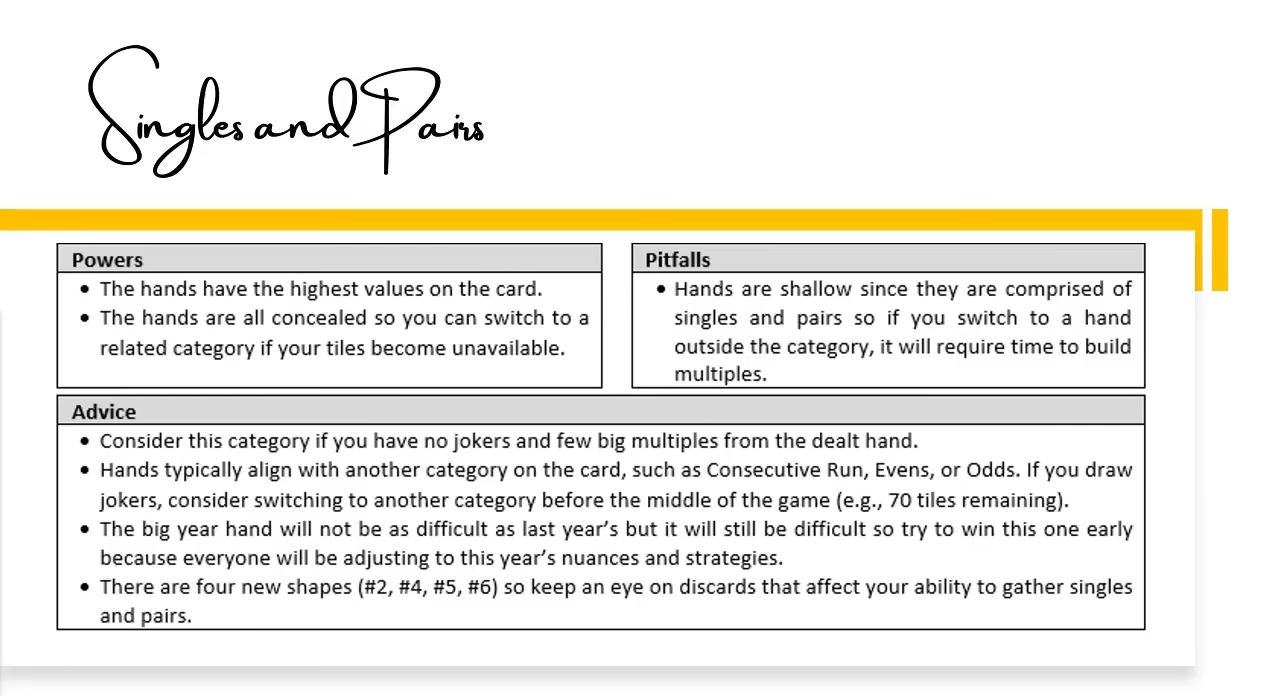 Singles and Pairs
Powers
• The hands have the highest values on the card.
• The hands are all concealed so you can switch to a
related category if your tiles become unavailable.
Pitfalls
• Hands are shallow since they are comprised of
singles and pairs so if you switch to a hand
outside the category, it will require time to build
multiples.
Advice
• Consider this category if you have no jokers and few big multiples from the dealt hand.
• Hands typically align with another category on the card, such as Consecutive Run, Evens, or Odds. If you draw
jokers, consider switching to another category before the middle of the game (e.g., 70 tiles remaining).
• The big year hand will not be as difficult as last year’s but it will still be difficult so try to win this one early
because everyone will be adjusting to this year’s nuances and strategies.
• There are four new shapes (#2, #4, #5, #6) so keep an eye on discards that affect your ability to gather singles
and pairs.